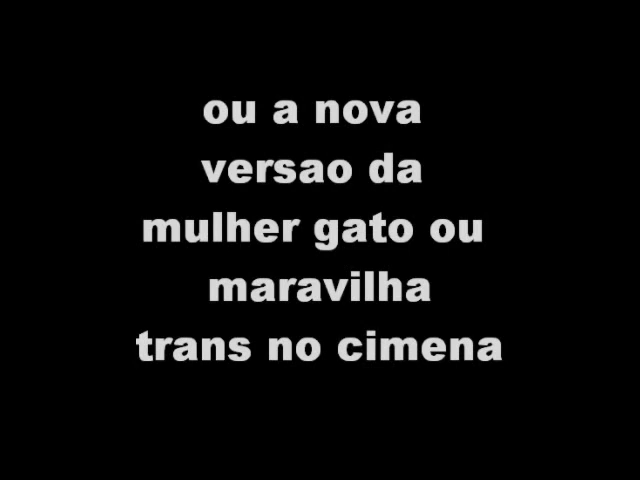 ou a nova
versao da
mulher gato ou
maravilha
trans no cimena